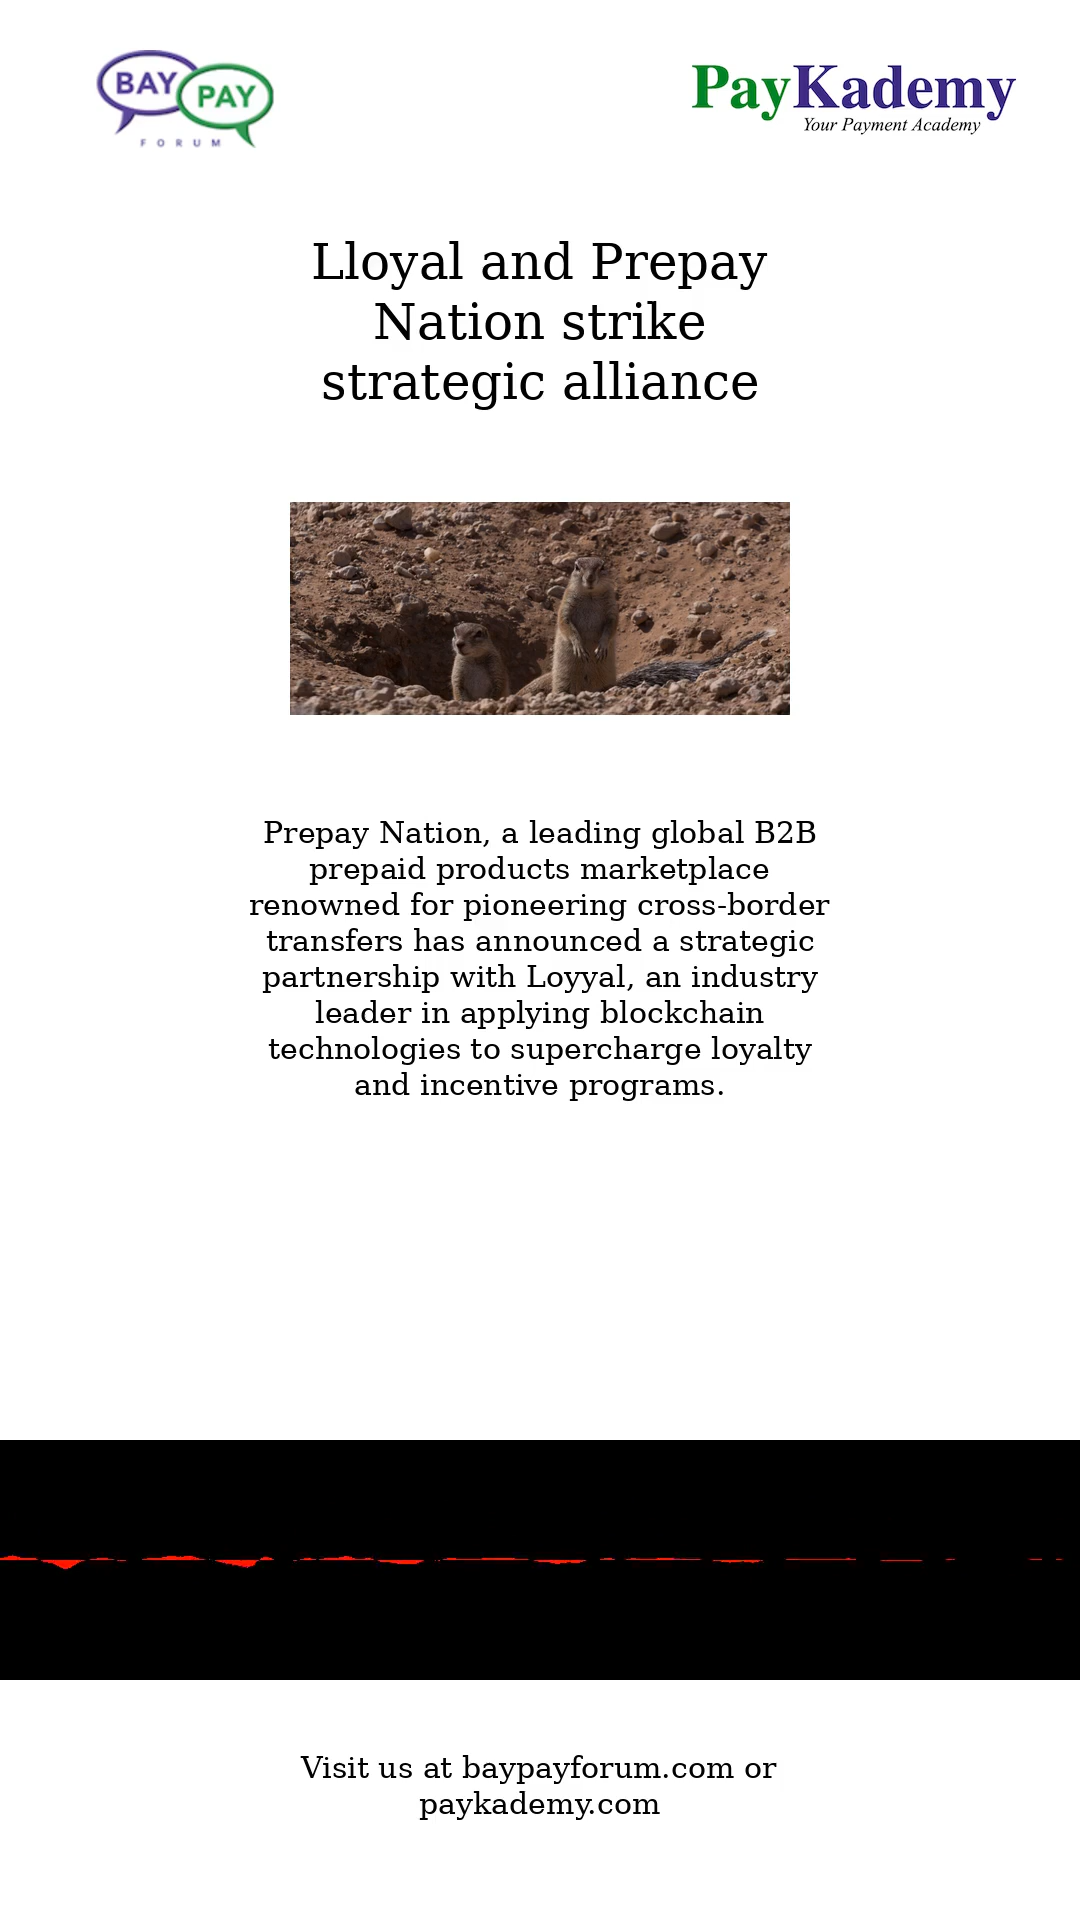 BAY PAY
FORUM
PayKademy
Your Payment Academy
Lloyal and Prepay
Nation strike
strategic alliance
Prepay Nation, a leading global B2B
prepaid products marketplace
renowned for pioneering cross-border
transfers has announced a strategic
partnership with Loyyal, an industry
leader in applying blockchain
technologies to supercharge loyalty
and incentive programs.
Visit us at baypayforum.com or
paykademy.com